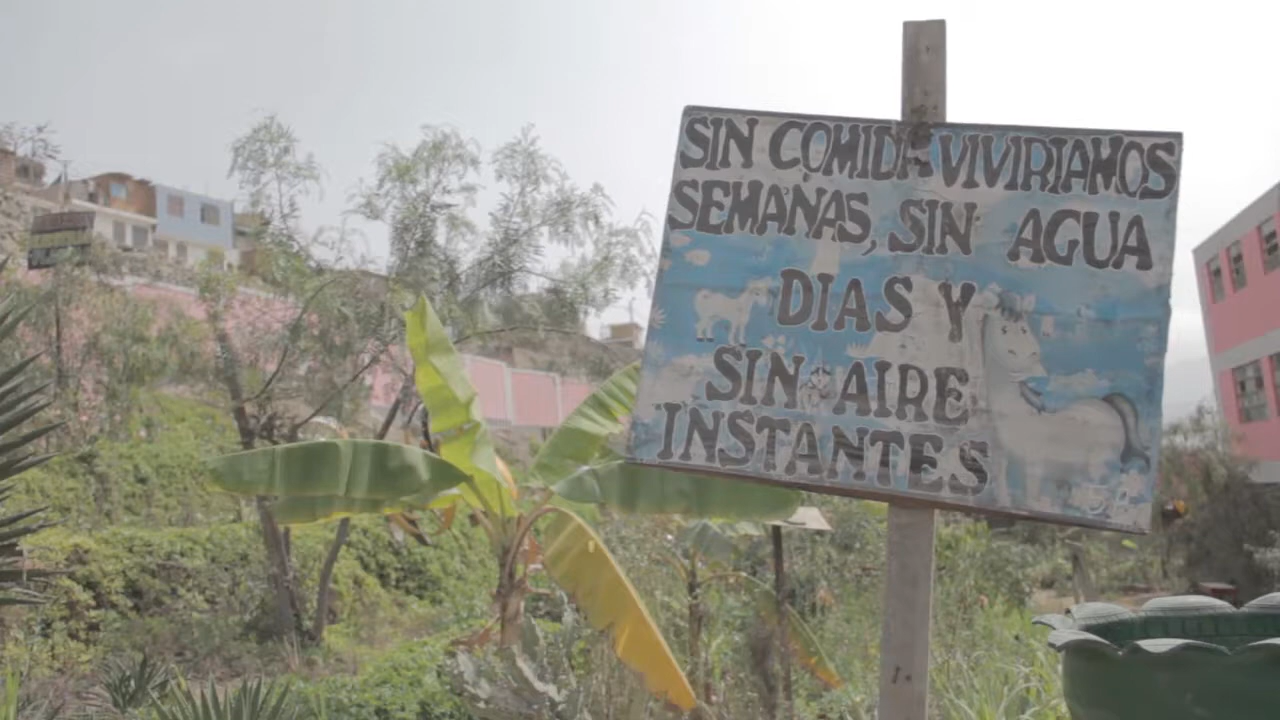 SIN COMIDA VIVIRIAMOS
SEMANAS, SIN AGUA
DIAS Y
SIN AIRE
INSTANTES